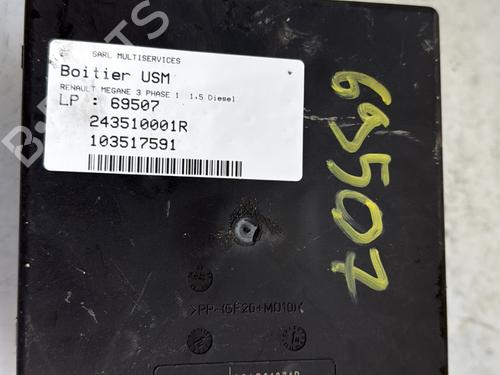 SARL MULTISERVICES
Boitier USM
RENAULT MEGANE 3 PHASE 1 1.5 Diesel
LP : 69507
243510001R
103517591
69507
>PP-(GF20+MD10)<